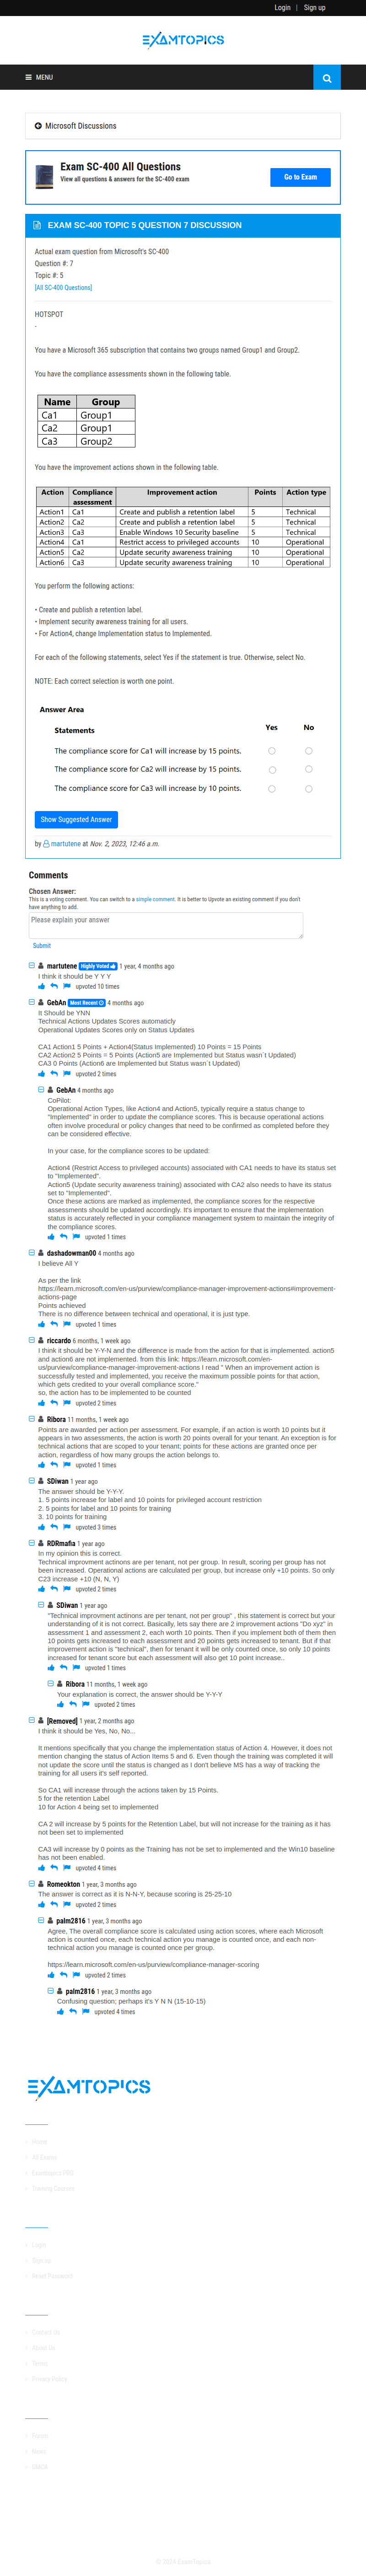 Login | Sign up
EXAMTOPICS
MENU
Microsoft Discussions
Exam SC-400 All Questions
View all questions & answers for the SC-400 exam
Go to Exam
EXAM SC-400 TOPIC 5 QUESTION 7 DISCUSSION
Actual exam question from Microsoft's SC-400
Question #: 7
Topic #: 5
[All SC-400 Questions]
HOTSPOT
-
You have a Microsoft 365 subscription that contains two groups named Group1 and Group2.
You have the compliance assessments shown in the following table.
Name Group
Ca1 Group1
Ca2 Group1
Ca3 Group2
You have the improvement actions shown in the following table.
Action Compliance assessment Improvement action Points Action type
Action1 Ca1 Create and publish a retention label 5 Technical
Action2 Ca2 Create and publish a retention label 5 Technical
Action3 Ca3 Enable Windows 10 Security baseline 5 Technical
Action4 Ca1 Restrict access to privileged accounts 10 Operational
Action5 Ca2 Update security awareness training 10 Operational
Action6 Ca3 Update security awareness training 10 Operational
You perform the following actions:
• Create and publish a retention label.
• Implement security awareness training for all users.
• For Action4, change Implementation status to Implemented.
For each of the following statements, select Yes if the statement is true. Otherwise, select No.
NOTE: Each correct selection is worth one point.
Answer Area
Statements Yes No
The compliance score for Ca1 will increase by 15 points.
The compliance score for Ca2 will increase by 15 points.
The compliance score for Ca3 will increase by 10 points.
Show Suggested Answer
by martutene at Nov. 2, 2023, 12:46 a.m.
Comments
Chosen Answer:
This is a voting comment. You can switch to a simple comment. It is better to Upvote an existing comment if you don't
have anything to add.
Please explain your answer
Submit
martutene Highly Voted 1 year, 4 months ago
I think it should be Y Y Y
upvoted 10 times
GebAn Most Recent 4 months ago
It Should be YNN
Technical Actions Updates Scores automaticly
Operational Updates Scores only on Status Updates
CA1 Action1 5 Points + Action4(Status Implemented) 10 Points = 15 Points
CA2 Action2 5 Points = 5 Points (Action5 are Implemented but Status wasn`t Updated)
CA3 0 Points (Action6 are Implemented but Status wasn`t Updated)
upvoted 2 times
GebAn 4 months ago
CoPilot:
Operational Action Types, like Action4 and Action5, typically require a status change to
"Implemented" in order to update the compliance scores. This is because operational actions
often involve procedural or policy changes that need to be confirmed as completed before they
can be considered effective.
In your case, for the compliance scores to be updated:
Action4 (Restrict Access to privileged accounts) associated with CA1 needs to have its status set
to "Implemented".
Action5 (Update security awareness training) associated with CA2 also needs to have its status
set to "Implemented".
Once these actions are marked as implemented, the compliance scores for the respective
assessments should be updated accordingly. It's important to ensure that the implementation
status is accurately reflected in your compliance management system to maintain the integrity of
the compliance scores.
upvoted 1 times
dashadowman00 4 months ago
I believe All Y
As per the link
https://learn.microsoft.com/en-us/purview/compliance-manager-improvement-actions#improvement-
actions-page
Points achieved
There is no difference between technical and operational, it is just type.
upvoted 1 times
riccardo 6 months, 1 week ago
I think it should be Y-Y-N and the difference is made from the action for that is implemented. action5
and action6 are not implemented. from this link: https://learn.microsoft.com/en-
us/purview/compliance-manager-improvement-actions I read " When an improvement action is
successfully tested and implemented, you receive the maximum possible points for that action,
which gets credited to your overall compliance score."
so, the action has to be implemented to be counted
upvoted 2 times
Ribora 11 months, 1 week ago
Points are awarded per action per assessment. For example, if an action is worth 10 points but it
appears in two assessments, the action is worth 20 points overall for your tenant. An exception is for
technical actions that are scoped to your tenant; points for these actions are granted once per
action, regardless of how many groups the action belongs to.
upvoted 1 times
SDiwan 1 year ago
The answer should be Y-Y-Y.
1. 5 points increase for label and 10 points for privileged account restriction
2. 5 points for label and 10 points for training
3. 10 points for training
upvoted 3 times
RDRmafia 1 year ago
In my opinion this is correct.
Technical improvment actions are per tenant, not per group. In result, scoring per group has not
been increased. Operational actions are calculated per group, but increase only +10 points. So only
C23 increase +10 (N, N, Y)
upvoted 2 times
SDiwan 1 year ago
"Technical improvment actionns are per tenant, not per group" , this statement is correct but your
understanding of it is not correct. Basically, lets say there are 2 improvement actions "Do xyz" in
assessment 1 and assessment 2, each worth 10 points. Then if you implement both of them then
10 points gets increased to each assessment and 20 points gets increased to tenant. But if that
improvement action is "technical", then for tenant it will only be counted once, so only 10 points
increased for tenant score but each assessment will also get 10 point increase..
upvoted 1 times
Ribora 11 months, 1 week ago
Your explanation is correct, the answer should be Y-Y-Y
upvoted 2 times
[Removed] 1 year, 2 months ago
I think it should be Yes, No, No...
It mentions specifically that you change the implementation status of Action 4. However, it does not
mention changing the status of Action Items 5 and 6. Even though the training was completed it will
not update the score until the status is changed as I don't believe MS has a way of tracking the
training for all users it's self reported.
So CA1 will increase through the actions taken by 15 Points.
5 for the retention Label
10 for Action 4 being set to implemented
CA 2 will increase by 5 points for the Retention Label, but will not increase for the training as it has
not been set to implemented
CA3 will increase by 0 points as the Training has not be set to implemented and the Win10 baseline
has not been enabled.
upvoted 4 times
Romeokton 1 year, 3 months ago
The answer is correct as it is N-N-Y, because scoring is 25-25-10
upvoted 2 times
palm2816 1 year, 3 months ago
Agree, The overall compliance score is calculated using action scores, where each Microsoft
action is counted once, each technical action you manage is counted once, and each non-
technical action you manage is counted once per group.
https://learn.microsoft.com/en-us/purview/compliance-manager-scoring
upvoted 2 times
palm2816 1 year, 3 months ago
Confusing question; perhaps it's Y N N (15-10-15)
upvoted 4 times
EXAMTOPICS
Home
All Exams
Examtopics PRO
Training Courses
Login
Sign up
Reset Password
Contact Us
About Us
Terms
Privacy Policy
Forum
News
DMCA
© 2024 ExamTopics